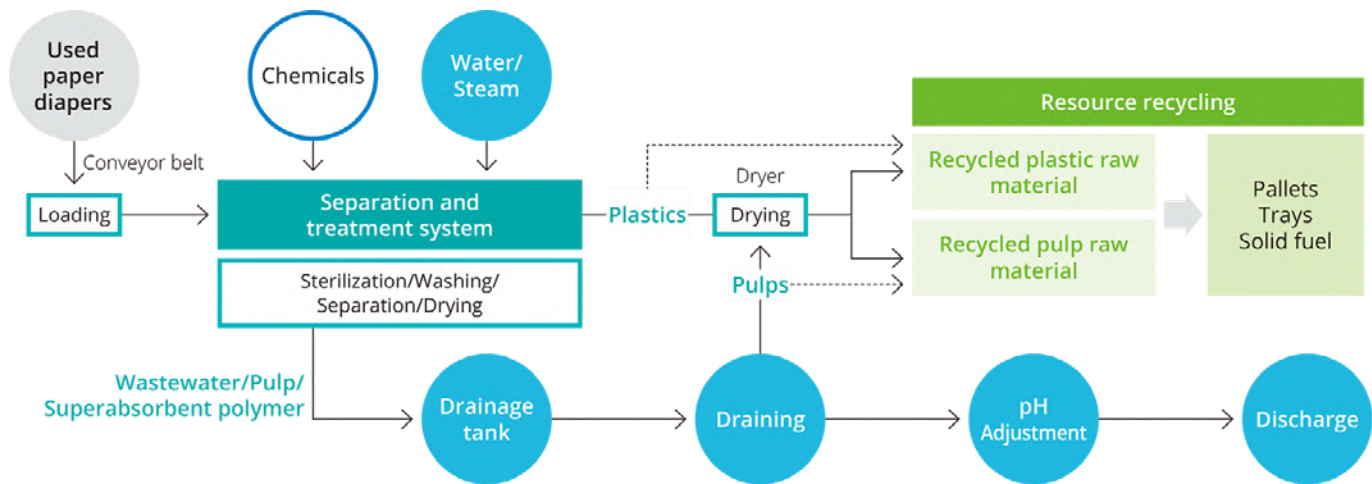 Used
paper
diapers
Chemicals
Water/
Steam
Conveyor belt
Loading
Separation and
treatment system
Sterilization/Washing/
Separation/Drying
Plastics
Dryer
Drying
Pulps
Resource recycling
Recycled plastic raw
material
Recycled pulp raw
material
Pallets
Trays
Solid fuel
Wastewater/Pulp/
Superabsorbent polymer
Drainage
tank
Draining
pH
Adjustment
Discharge